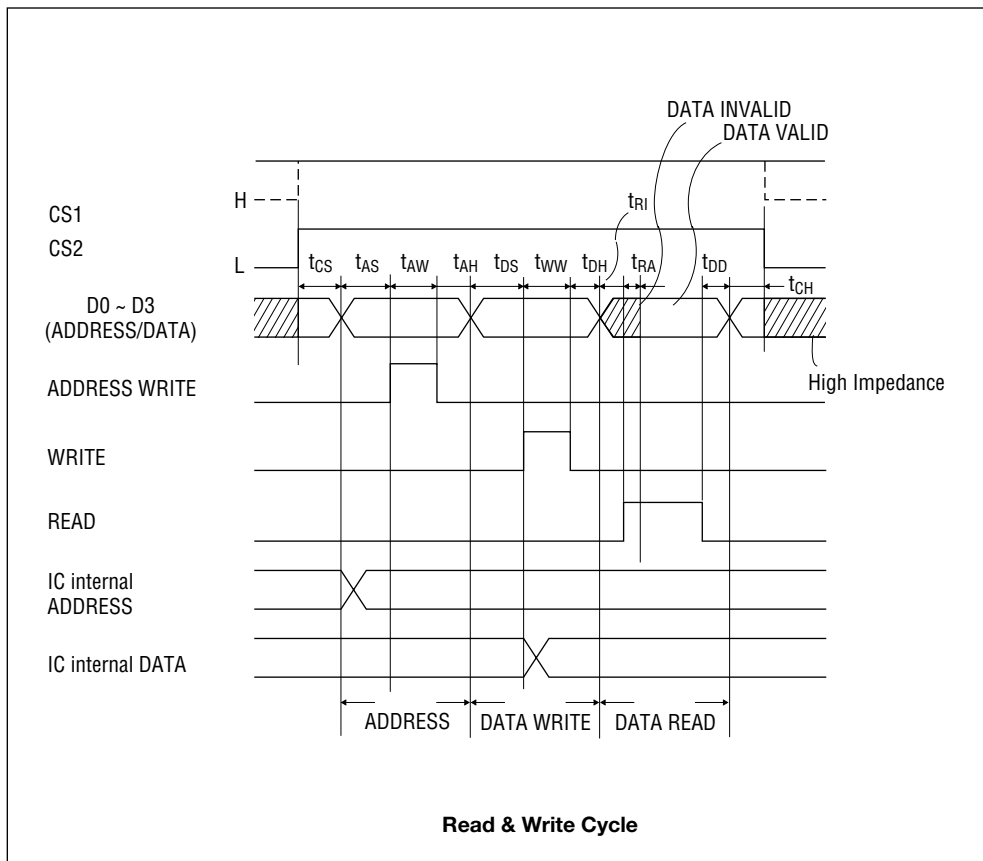 DATA INVALID
DATA VALID
H
CS1
tRI
CS2
L
tCS tAS tAW tAH tDS tWW tDH tRA tDD
tCH
D0 ~ D3
(ADDRESS/DATA)
High Impedance
ADDRESS WRITE
WRITE
READ
IC internal
ADDRESS
IC internal DATA
ADDRESS DATA WRITE DATA READ
Read & Write Cycle